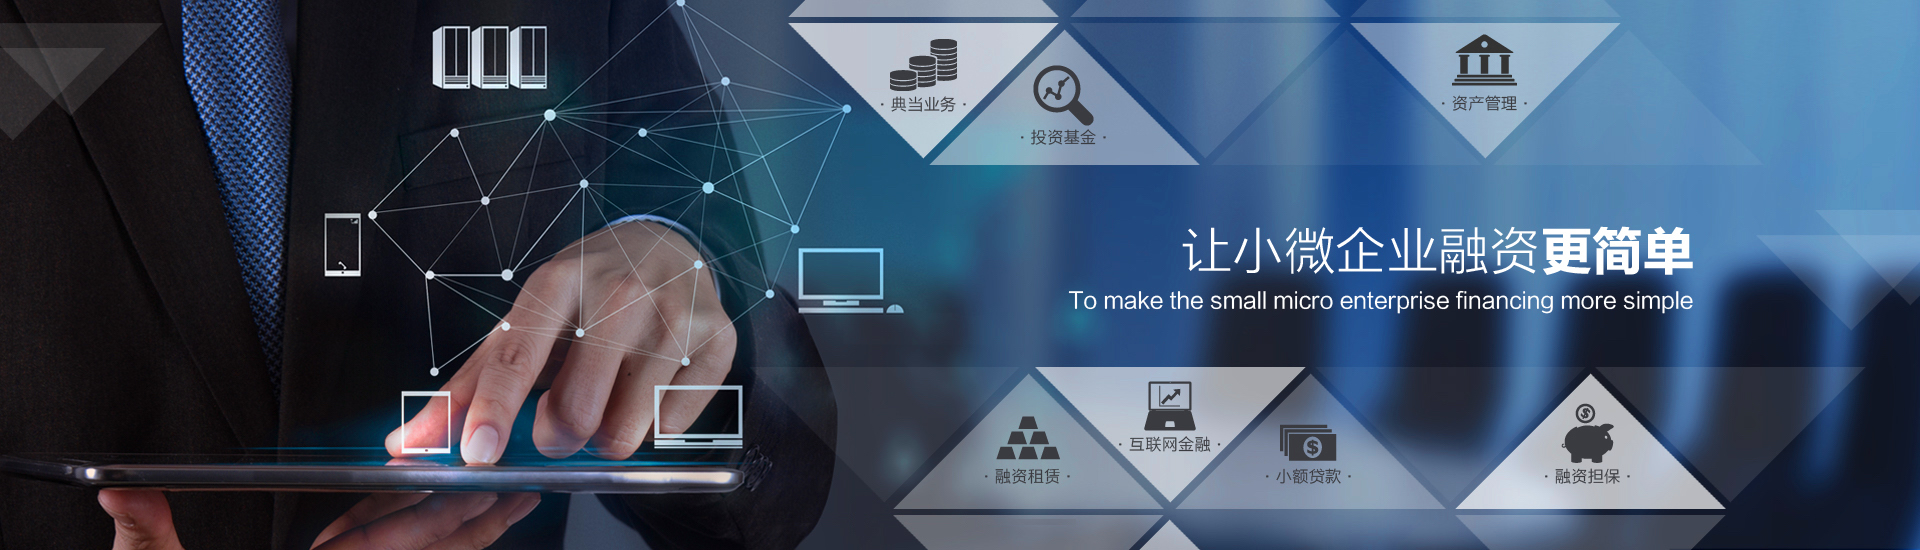 · 典当业务 ·
· 投资基金 ·
· 资产管理 ·
让小微企业融资更简单
To make the small micro enterprise financing more simple
· 互联网金融 ·
· 融资租赁 ·
· 小额贷款 ·
· 融资担保 ·